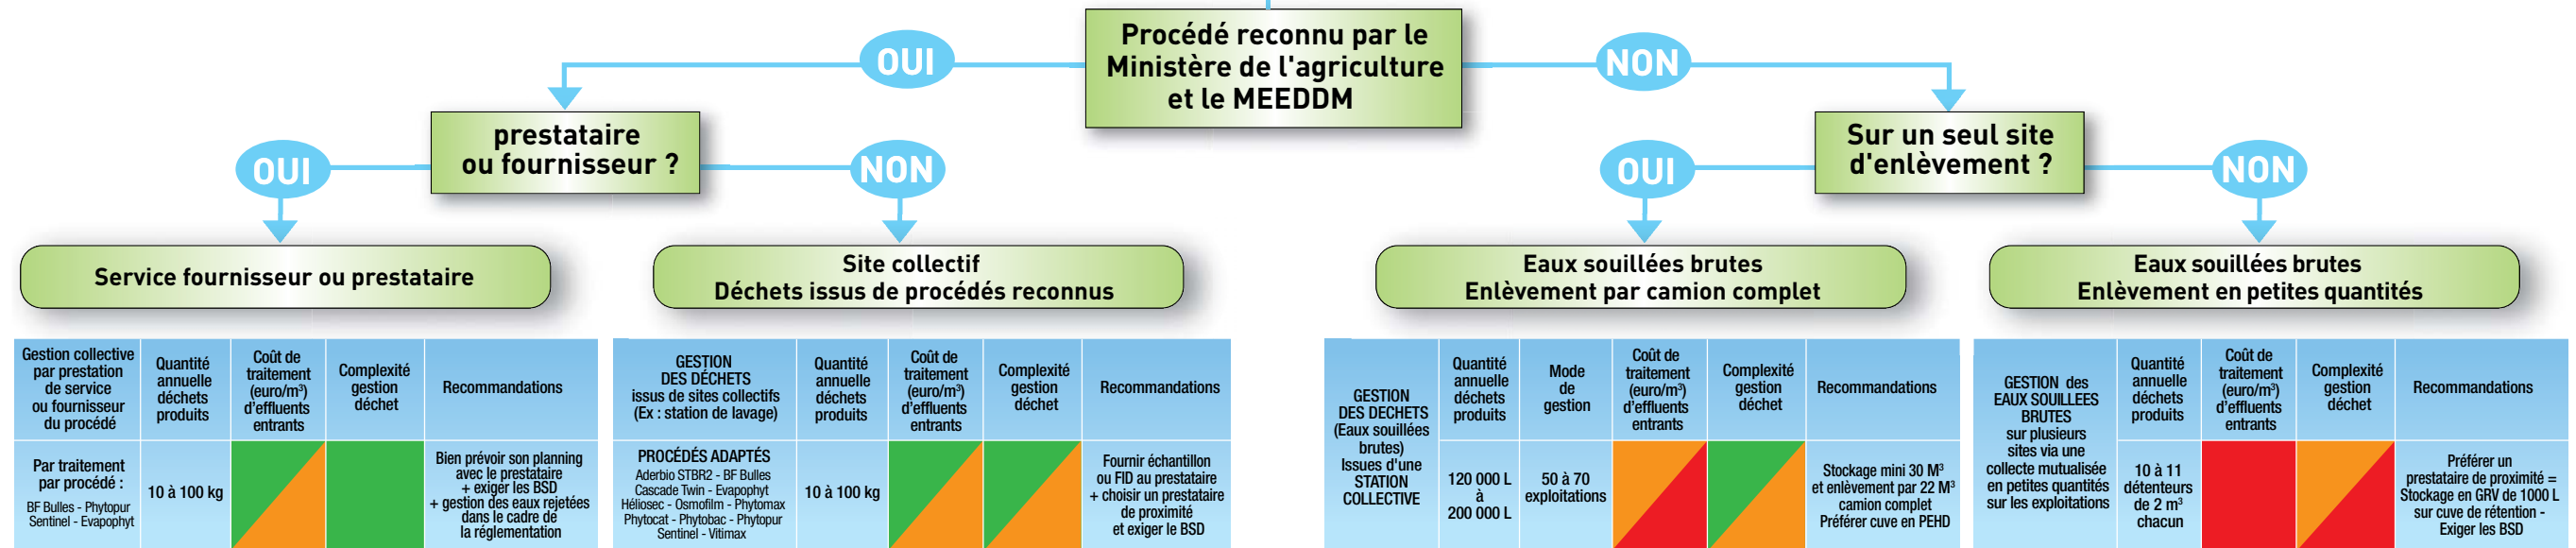 Procédé reconnu par le
Ministère de l'agriculture
et le MEEDDM
OUI
NON
prestataire
ou fournisseur ?
Sur un seul site
d'enlèvement ?
OUI
NON
OUI
NON
Service fournisseur ou prestataire
Site collectif
Déchets issus de procédés reconnus
Eaux souillées brutes
Enlèvement par camion complet
Eaux souillées brutes
Enlèvement en petites quantités
Gestion collective
par prestation
de service
ou fournisseur
du procédé
Quantité
annuelle
déchets
produits
Coût de
traitement
(euro/m³)
d'effluents
entrants
Complexité
gestion
déchet
Recommandations
Par traitement
par procédé :
BF Bulles - Phytopur
Sentinel - Evapophyt
10 à 100 kg
Bien prévoir son planning
avec le prestataire
+ exiger les BSD
+ gestion des eaux rejetées
dans le cadre de
la réglementation
GESTION
DES DÉCHETS
issus de sites collectifs
(Ex : station de lavage)
Quantité
annuelle
déchets
produits
Coût de
traitement
(euro/m³)
d'effluents
entrants
Complexité
gestion
déchet
Recommandations
PROCÉDÉS ADAPTÉS
Aderbio STBR2 - BF Bulles
Cascade Twin - Evapophyt
Héliosec - Osmofilm - Phytomax
Phytocat - Phytobac - Phytopur
Sentinel - Vitimax
10 à 100 kg
Fournir échantillon
ou FID au prestataire
+ choisir un prestataire
de proximité
et exiger le BSD
GESTION
DES DECHETS
(Eaux souillées
brutes)
Issues d'une
STATION
COLLECTIVE
Quantité
annuelle
déchets
produits
Mode
de
gestion
Coût de
traitement
(euro/m³)
d'effluents
entrants
Complexité
gestion
déchet
Recommandations
120 000 L
à
200 000 L
50 à 70
exploitations
Stockage mini 30 M³
et enlèvement par 22 M³
camion complet
Préférer cuve en PEHD
GESTION des
EAUX SOUILLEES
BRUTES
sur plusieurs
sites via une
collecte mutualisée
en petites quantités
sur les exploitations
Quantité
annuelle
déchets
produits
Coût de
traitement
(euro/m³)
d'effluents
entrants
Complexité
gestion
déchet
Recommandations
10 à 11
détenteurs
de 2 m³
chacun
Préférer un
prestataire de proximité =
Stockage en GRV de 1000 L
sur cuve de rétention -
Exiger les BSD